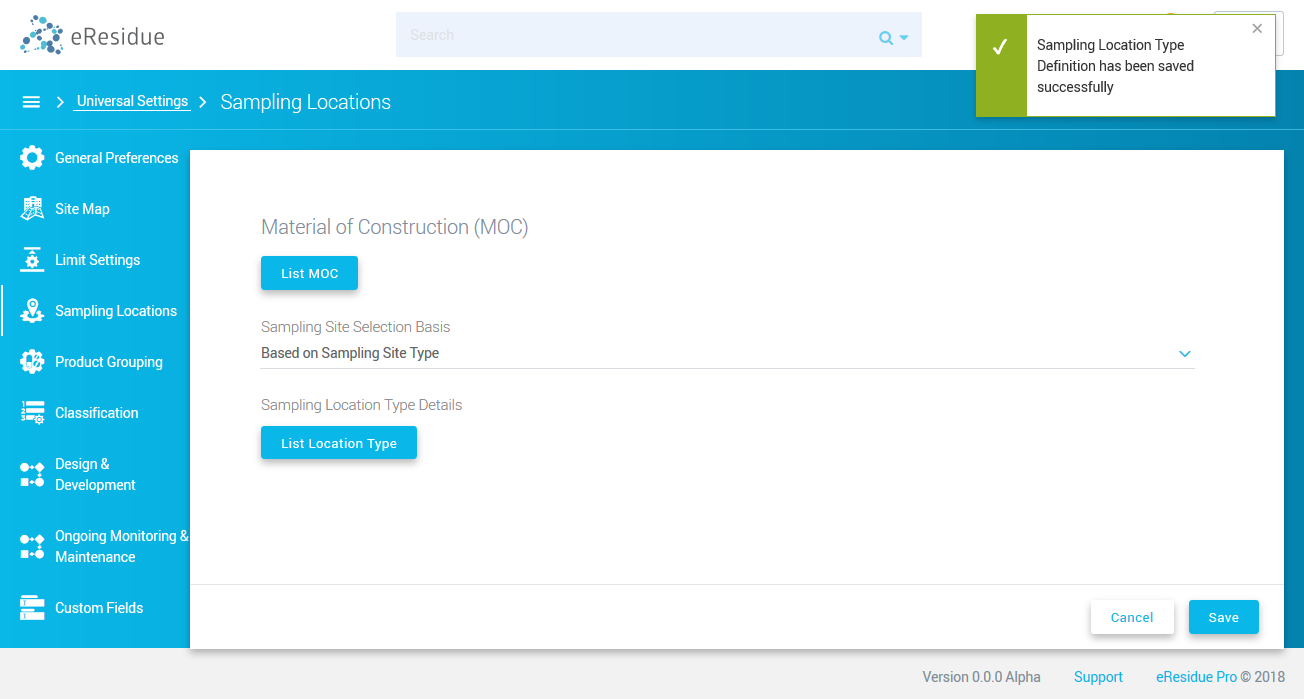 eResidue
Search
Sampling Location Type
Definition has been saved
successfully
Universal Settings
Sampling Locations
General Preferences
Site Map
Limit Settings
Sampling Locations
Product Grouping
Classification
Design &
Development
Ongoing Monitoring &
Maintenance
Custom Fields
Material of Construction (MOC)
List MOC
Sampling Site Selection Basis
Based on Sampling Site Type
Sampling Location Type Details
List Location Type
Cancel
Save
Version 0.0.0 Alpha
Support
eResidue Pro © 2018